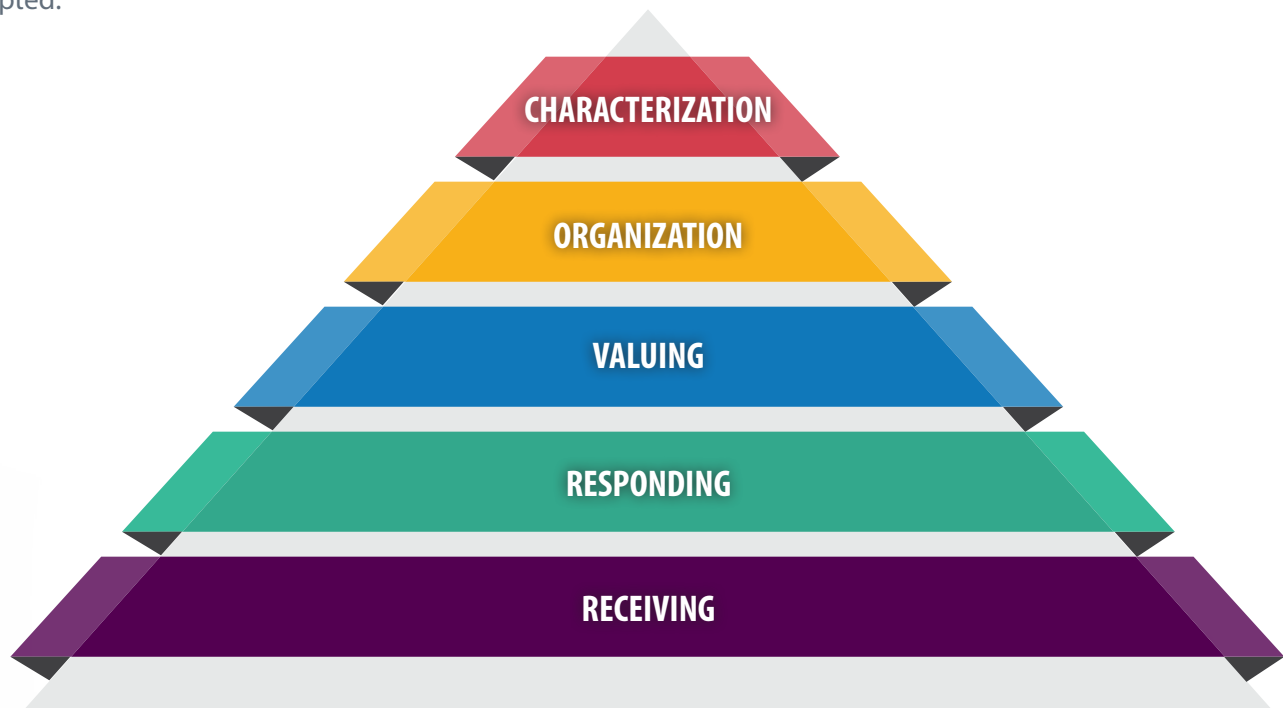 CHARACTERIZATION
ORGANIZATION
VALUING
RESPONDING
RECEIVING